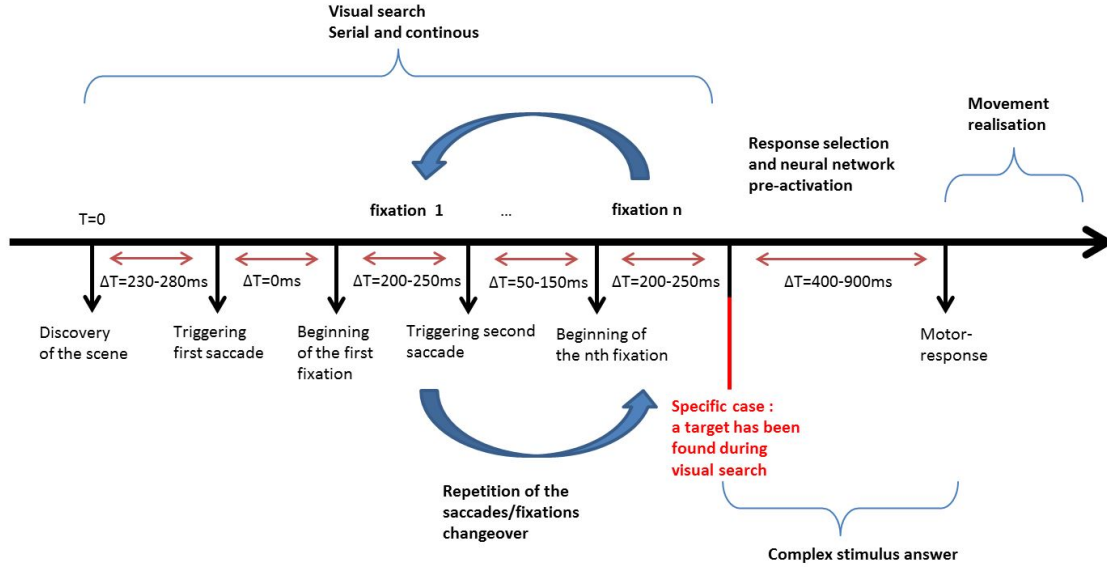 Visual search
Serial and continous
Movement
realisation
Response selection
and neural network
pre-activation
T=0
fixation 1
...
fixation n
ΔT=230-280ms
ΔT=0ms
ΔT=200-250ms
ΔT=50-150ms
ΔT=200-250ms
ΔT=400-900ms
Discovery
of the scene
Triggering
first saccade
Beginning
of the first
fixation
Triggering second
saccade
Beginning of
the nth fixation
Motor-
response
Specific case :
a target has been
found during
visual search
Repetition of the
saccades/fixations
changeover
Complex stimulus answer